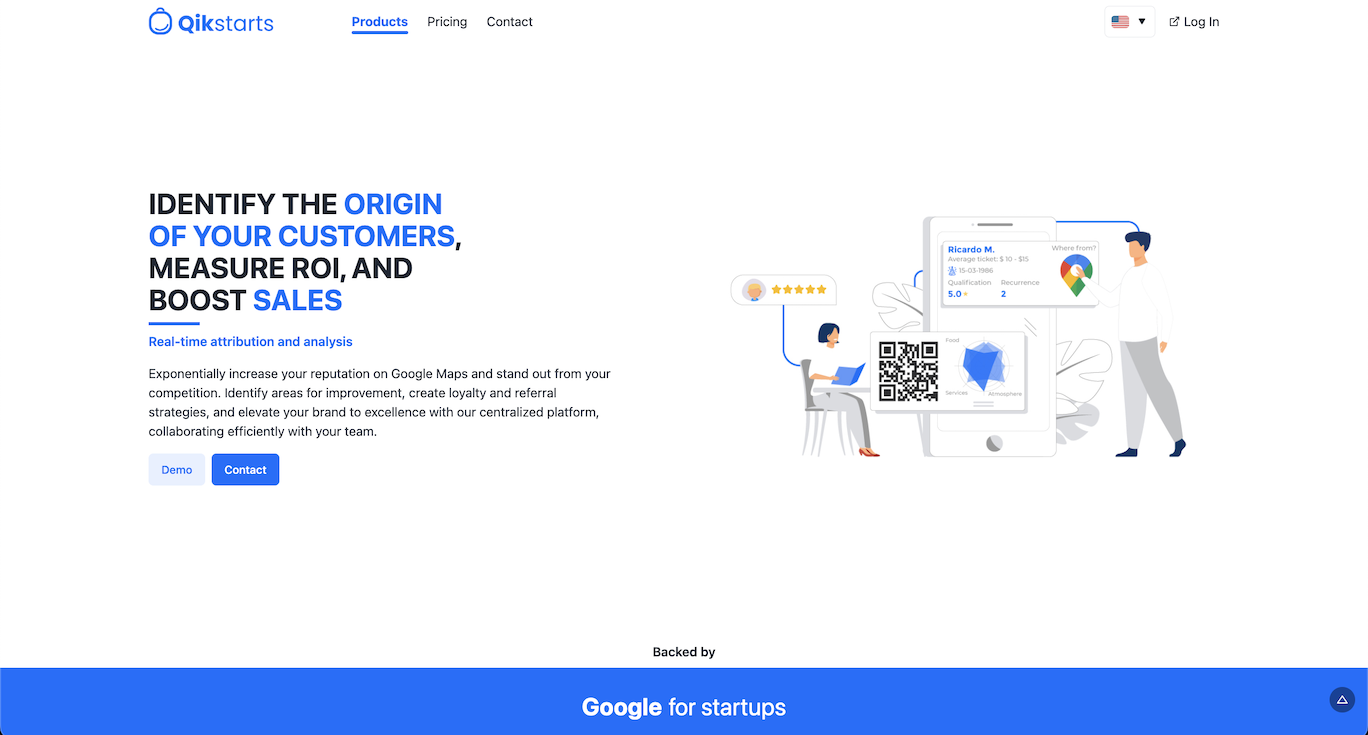 Qikstarts
Products
Pricing
Contact
Log In
IDENTIFY THE ORIGIN
OF YOUR CUSTOMERS,
MEASURE ROI, AND
BOOST SALES
Real-time attribution and analysis
Exponentially increase your reputation on Google Maps and stand out from your
competition. Identify areas for improvement, create loyalty and referral
strategies, and elevate your brand to excellence with our centralized platform,
collaborating efficiently with your team.
Demo
Contact
Ricardo M.
Where from?
Average ticket: $ 10 - $15
15-03-1986
Qualification
Recurrence
5.0
2
Food
Services
Atmosphere
Backed by
Google for startups